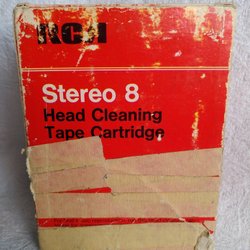 RCA
Stereo 8
Head Cleaning
Tape Cartridge